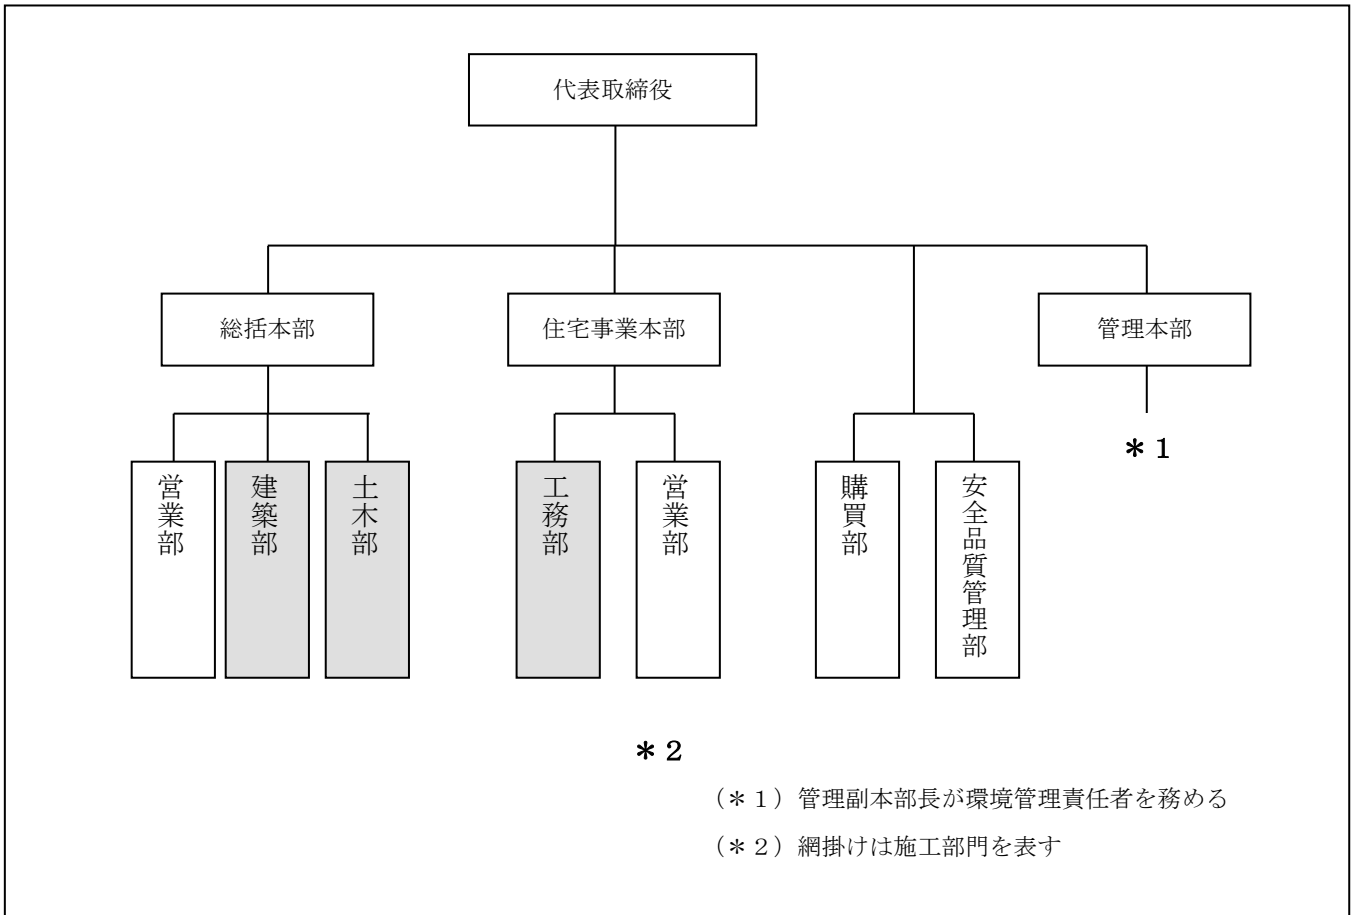 代表取締役
総括本部
住宅事業本部
管理本部
＊１
営業部
建築部
土木部
工務部
営業部
購買部
安全品質管理部
＊２
（＊１）管理副本部長が環境管理責任者を務める
（＊２）網掛けは施工部門を表す